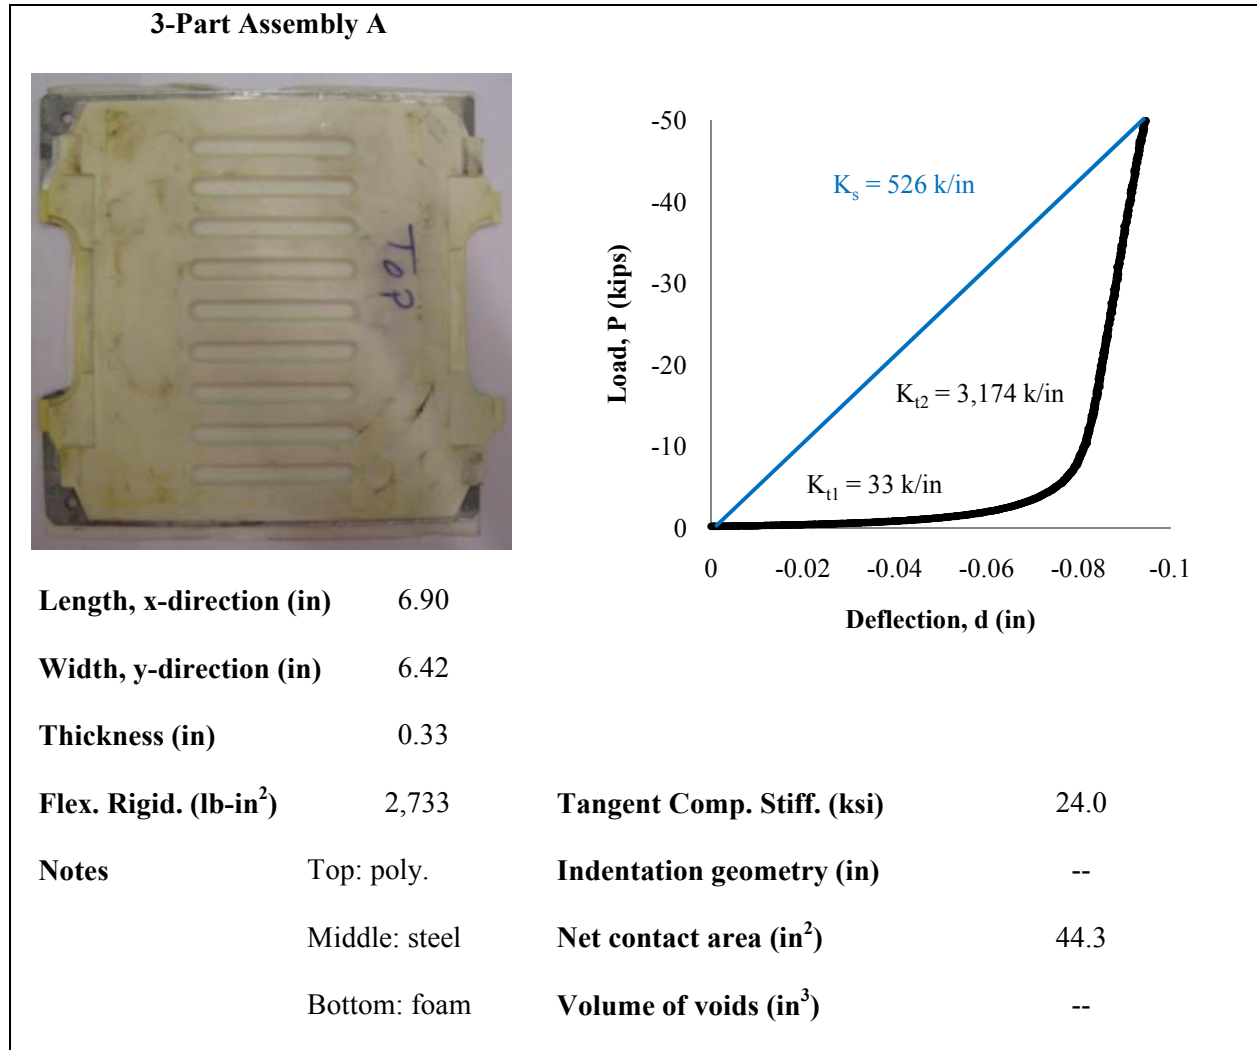 3-Part Assembly A
TOP
-50
-40
-30
-20
-10
0
Load, P (kips)
K_s = 526 k/in
K_t2 = 3,174 k/in
K_t1 = 33 k/in
0 -0.02 -0.04 -0.06 -0.08 -0.1
Deflection, d (in)
Length, x-direction (in) 6.90
Width, y-direction (in) 6.42
Thickness (in) 0.33
Flex. Rigid. (lb-in²) 2,733 Tangent Comp. Stiff. (ksi) 24.0
Notes Top: poly. Indentation geometry (in) --
Middle: steel Net contact area (in²) 44.3
Bottom: foam Volume of voids (in³) --